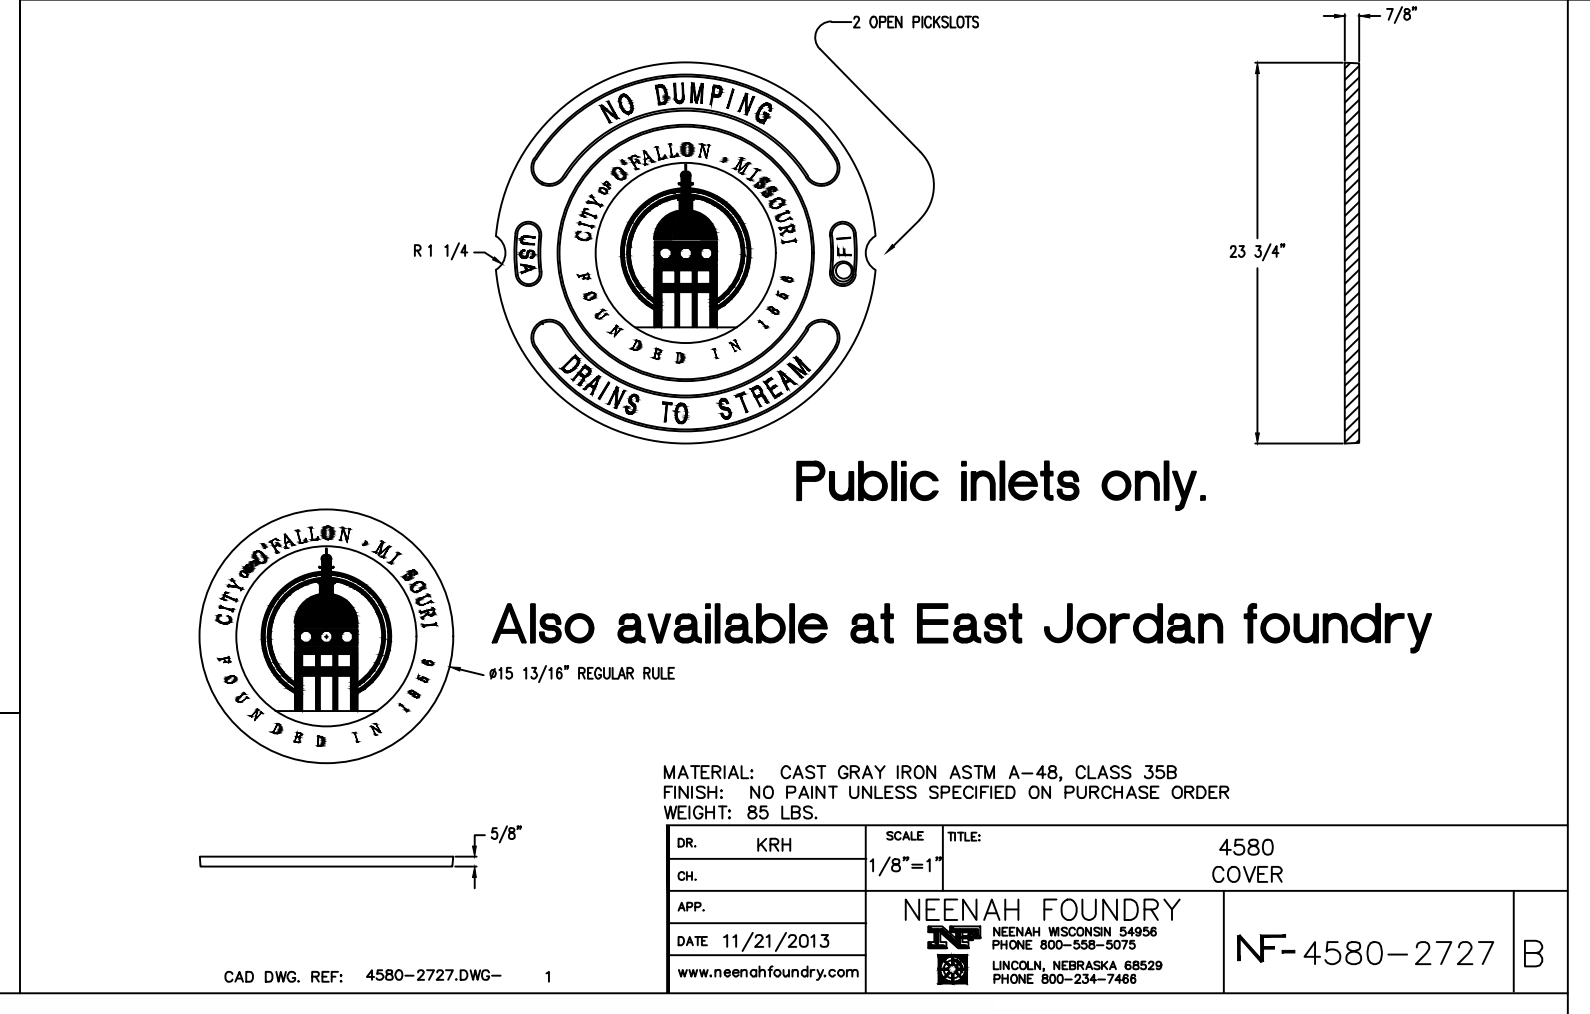 2 OPEN PICKSLOTS
7/8"
NO DUMPING
CITY OF O'FALLON, MISSOURI
USA
NFI
R 1 1/4
23 3/4"
FOUNDED IN 1856
DRAINS TO STREAM
Public inlets only.
CITY OF O'FALLON, MI SOURI
Also available at East Jordan foundry
ø15 13/16" REGULAR RULE
FOUNDED IN 1856
MATERIAL: CAST GRAY IRON ASTM A-48, CLASS 35B
FINISH: NO PAINT UNLESS SPECIFIED ON PURCHASE ORDER
WEIGHT: 85 LBS.
5/8"
DR. KRH
SCALE
1/8"=1"
TITLE:
4580
COVER
CH.
APP.
DATE 11/21/2013
www.neenahfoundry.com
NEENAH FOUNDRY
NF
NEENAH WISCONSIN 54956
PHONE 800-558-5075
LINCOLN, NEBRASKA 68529
PHONE 800-234-7466
NF-4580-2727
B
CAD DWG. REF: 4580-2727.DWG- 1